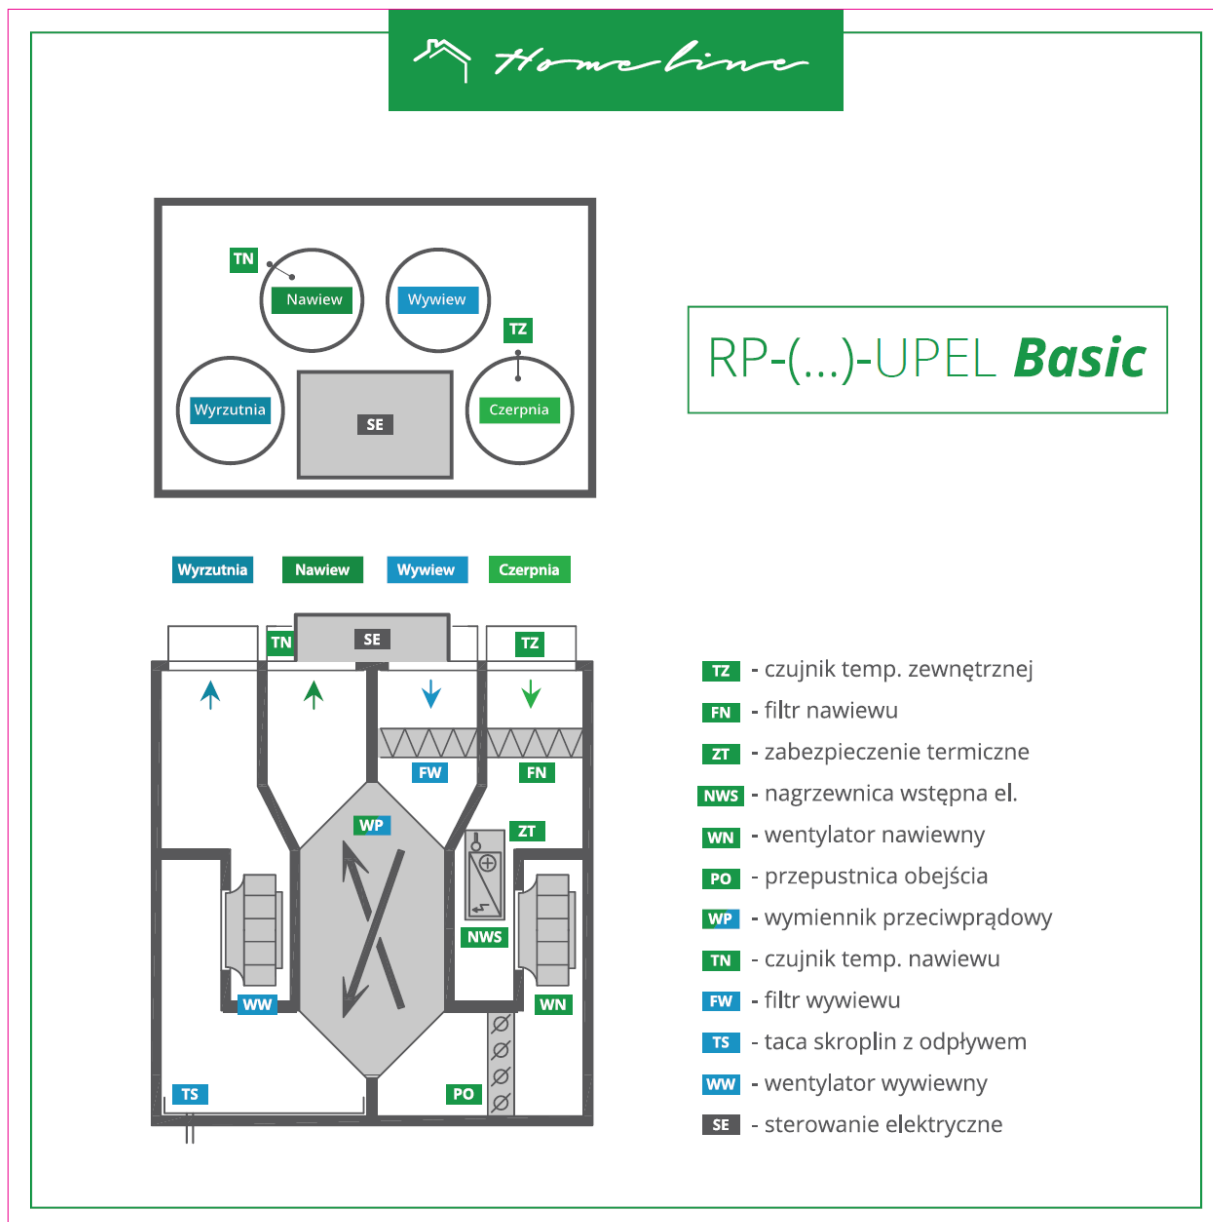 Home Line
TN
Nawiew
Wywiew
TZ
Wyrzutnia
SE
Czerpnia
RP-(...)-UPEL Basic
Wyrzutnia
Nawiew
Wywiew
Czerpnia
TN
SE
TZ
FW
FN
WP
ZT
NWS
WW
WN
TS
PO
TZ - czujnik temp. zewnętrznej
FN - filtr nawiewu
ZT - zabezpieczenie termiczne
NWS - nagrzewnica wstępna el.
WN - wentylator nawiewny
PO - przepustnica obejścia
WP - wymiennik przeciwprądowy
TN - czujnik temp. nawiewu
FW - filtr wywiewu
TS - taca skroplin z odpływem
WW - wentylator wywiewny
SE - sterowanie elektryczne